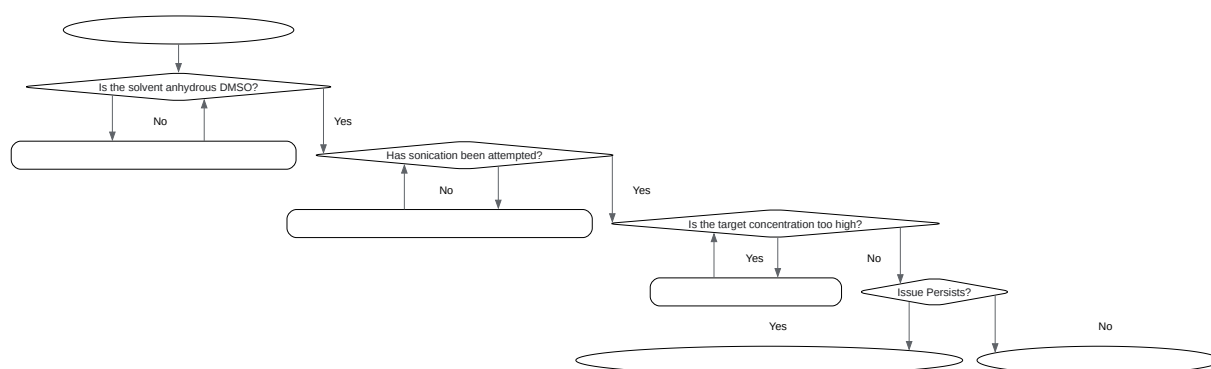 Is the solvent anhydrous DMSO?
No
Yes
Has sonication been attempted?
No
Yes
Is the target concentration too high?
Yes
No
Issue Persists?
Yes
No